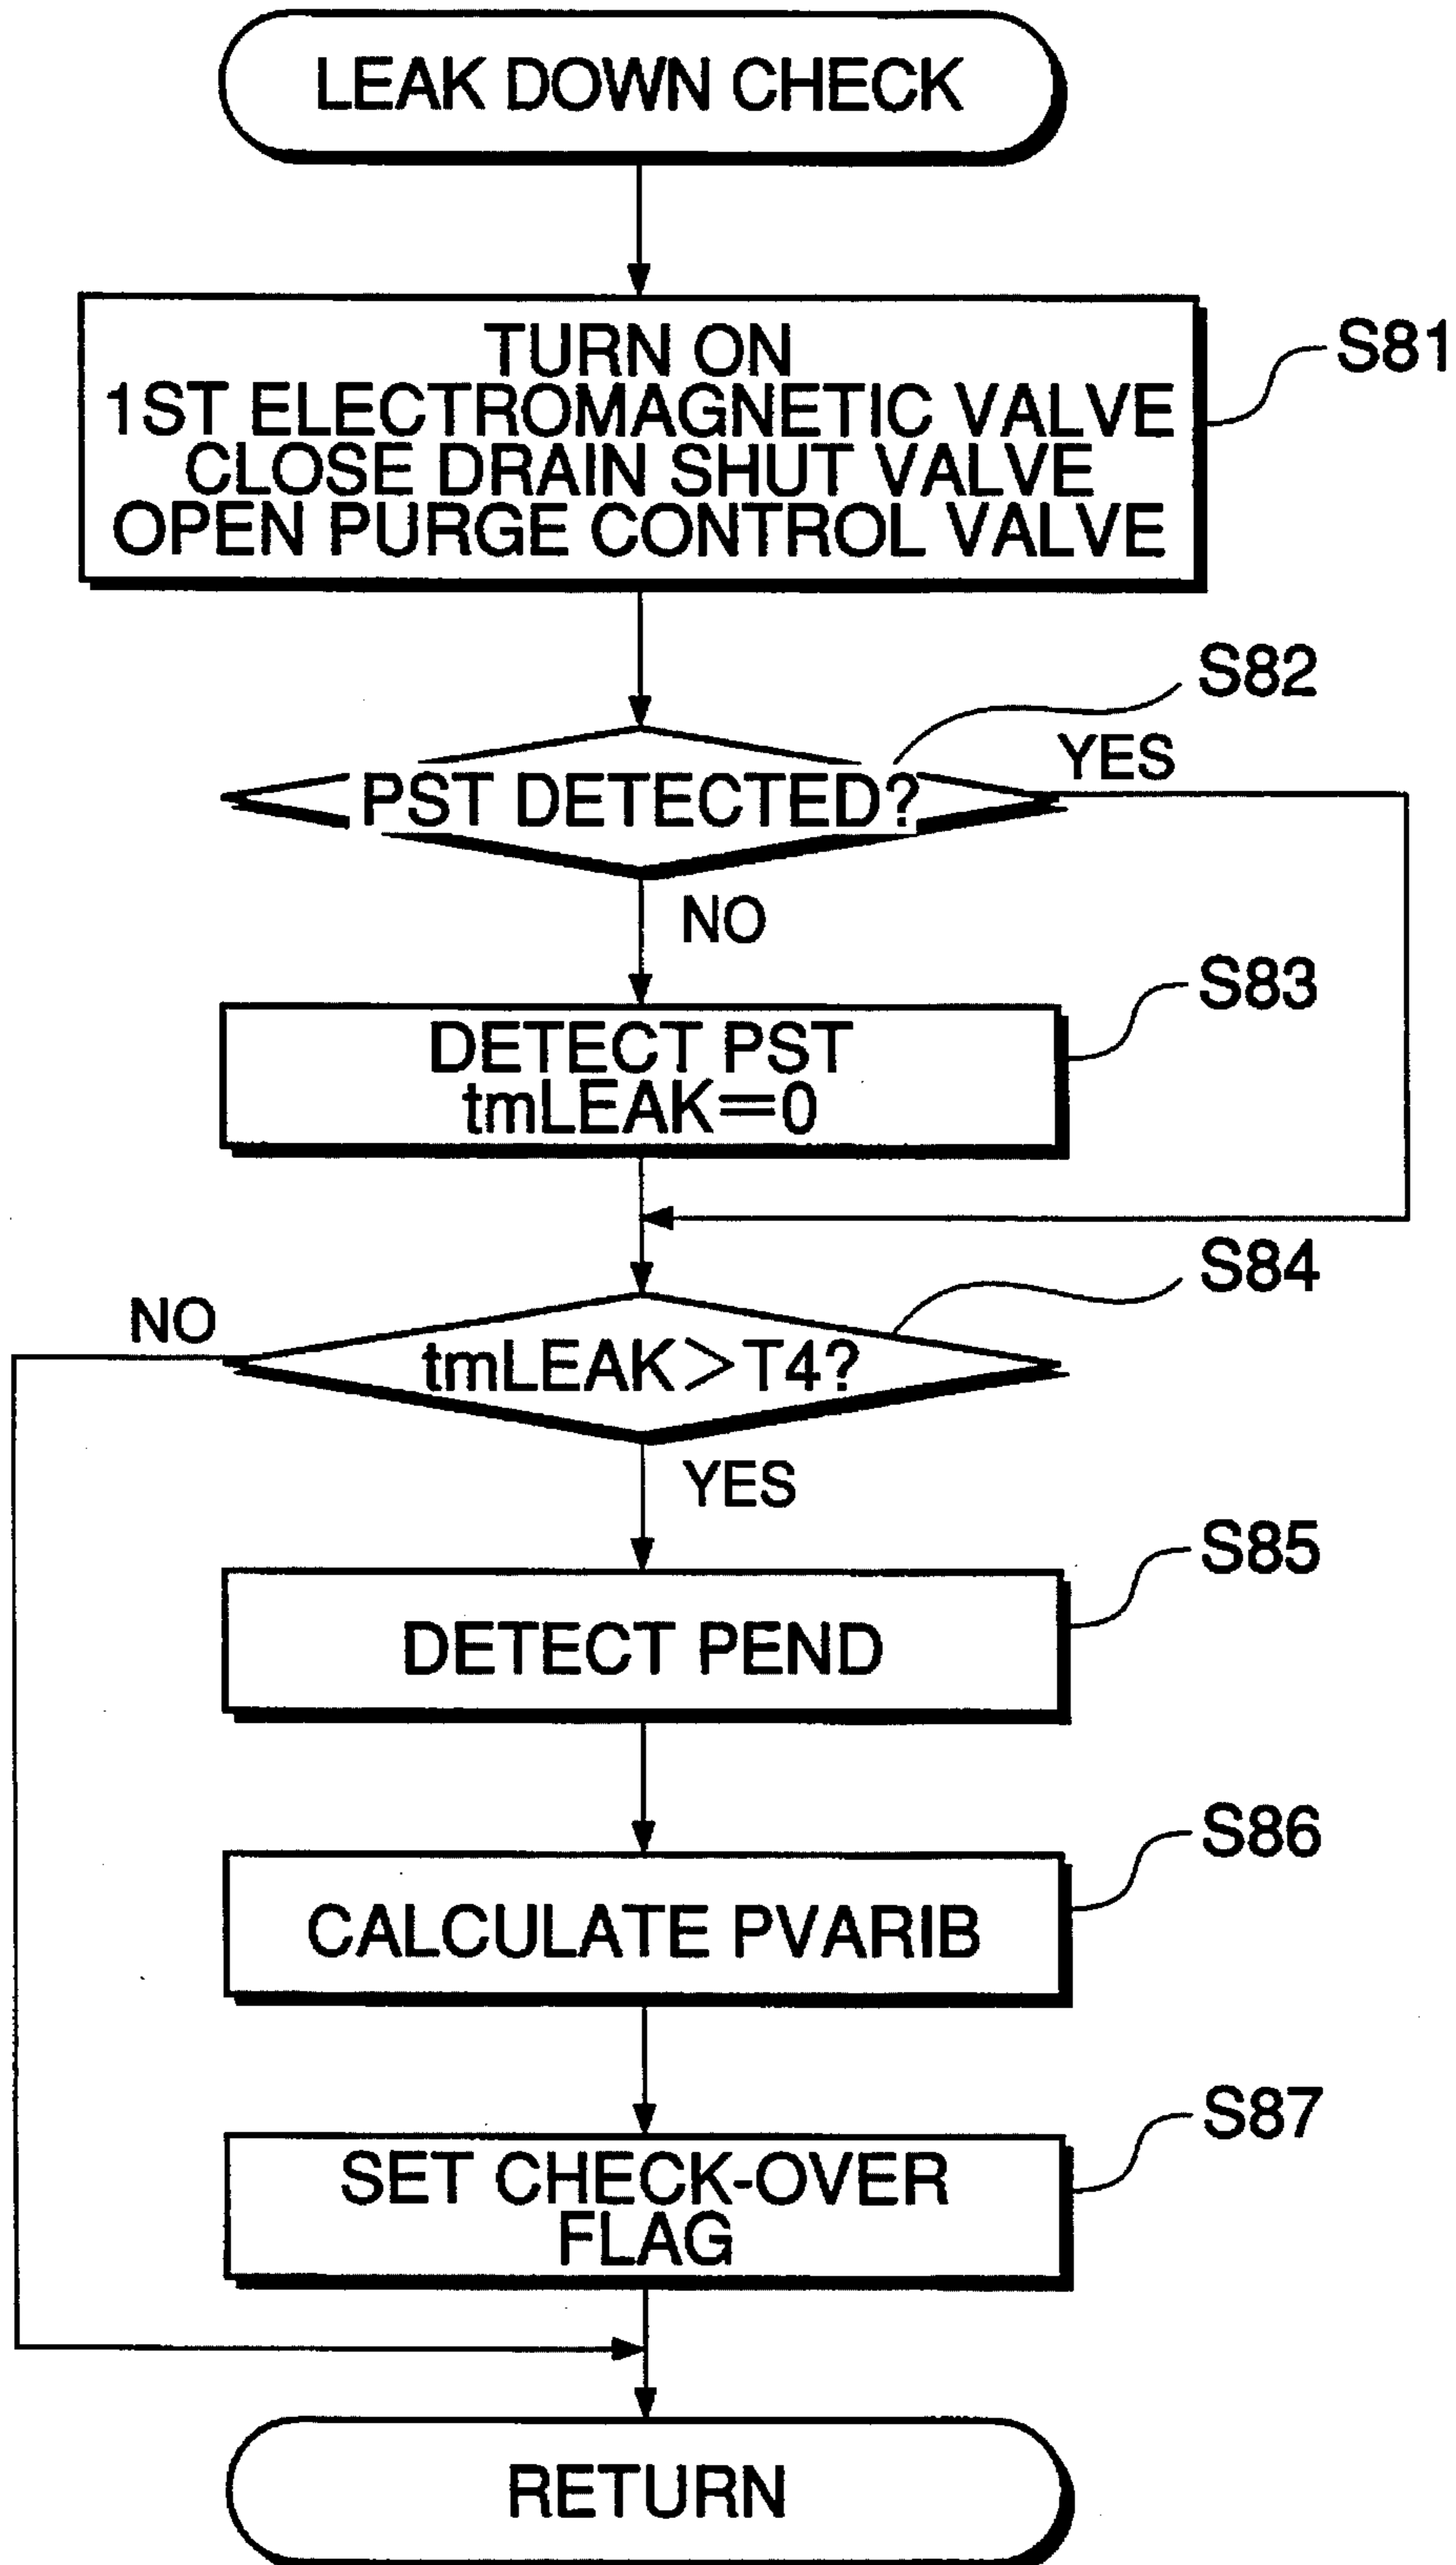 LEAK DOWN CHECK
TURN ON
1ST ELECTROMAGNETIC VALVE
CLOSE DRAIN SHUT VALVE
OPEN PURGE CONTROL VALVE
S81
S82
PST DETECTED?
YES
NO
S83
DETECT PST
tmLEAK=0
S84
NO
tmLEAK>T4?
YES
S85
DETECT PEND
S86
CALCULATE PVARIB
S87
SET CHECK-OVER
FLAG
RETURN